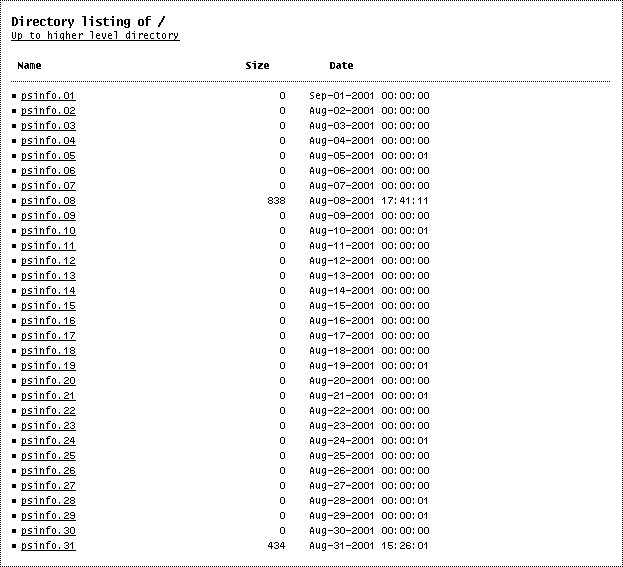 Directory listing of /
Up to higher level directory
Name Size Date
psinfo.01 0 Sep-01-2001 00:00:00
psinfo.02 0 Aug-02-2001 00:00:00
psinfo.03 0 Aug-03-2001 00:00:00
psinfo.04 0 Aug-04-2001 00:00:00
psinfo.05 0 Aug-05-2001 00:00:01
psinfo.06 0 Aug-06-2001 00:00:00
psinfo.07 0 Aug-07-2001 00:00:00
psinfo.08 838 Aug-08-2001 17:41:11
psinfo.09 0 Aug-09-2001 00:00:00
psinfo.10 0 Aug-10-2001 00:00:01
psinfo.11 0 Aug-11-2001 00:00:00
psinfo.12 0 Aug-12-2001 00:00:00
psinfo.13 0 Aug-13-2001 00:00:00
psinfo.14 0 Aug-14-2001 00:00:00
psinfo.15 0 Aug-15-2001 00:00:00
psinfo.16 0 Aug-16-2001 00:00:00
psinfo.17 0 Aug-17-2001 00:00:00
psinfo.18 0 Aug-18-2001 00:00:00
psinfo.19 0 Aug-19-2001 00:00:01
psinfo.20 0 Aug-20-2001 00:00:00
psinfo.21 0 Aug-21-2001 00:00:01
psinfo.22 0 Aug-22-2001 00:00:00
psinfo.23 0 Aug-23-2001 00:00:00
psinfo.24 0 Aug-24-2001 00:00:01
psinfo.25 0 Aug-25-2001 00:00:00
psinfo.26 0 Aug-26-2001 00:00:00
psinfo.27 0 Aug-27-2001 00:00:00
psinfo.28 0 Aug-28-2001 00:00:01
psinfo.29 0 Aug-29-2001 00:00:01
psinfo.30 0 Aug-30-2001 00:00:00
psinfo.31 434 Aug-31-2001 15:26:01